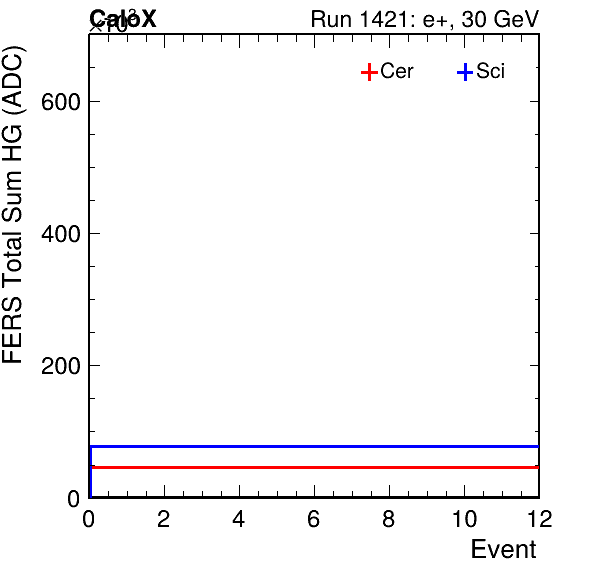 CaloX Run 1421: e+, 30 GeV
×10³
FERS Total Sum HG (ADC)
Cer Sci
600
400
200
0
0 2 4 6 8 10 12
Event